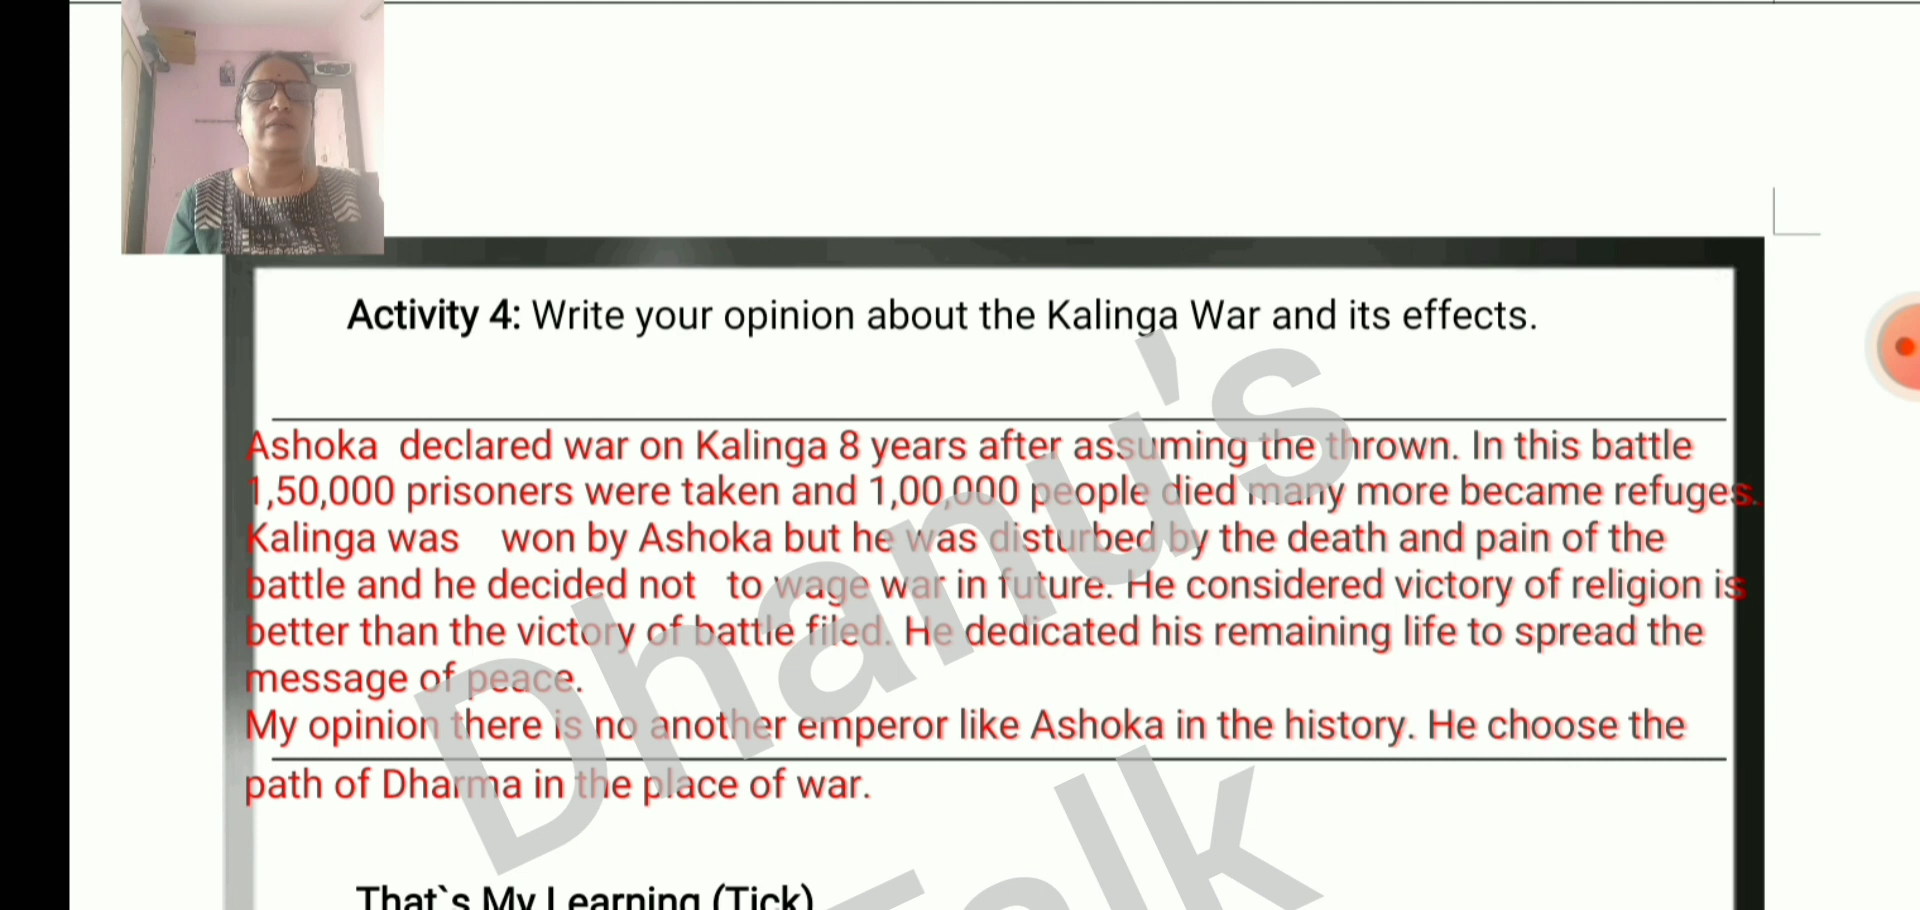 Activity 4: Write your opinion about the Kalinga War and its effects.
Ashoka declared war on Kalinga 8 years after assuming the thrown. In this battle
1,50,000 prisoners were taken and 1,00,000 people died many more became refuges.
Kalinga was won by Ashoka but he was disturbed by the death and pain of the
battle and he decided not to wage war in future. He considered victory of religion is
better than the victory of battle filed. He dedicated his remaining life to spread the
message of peace.
My opinion there is no another emperor like Ashoka in the history. He choose the
path of Dharma in the place of war.
That`s My Learning (Tick)
Dhanu's
Talk